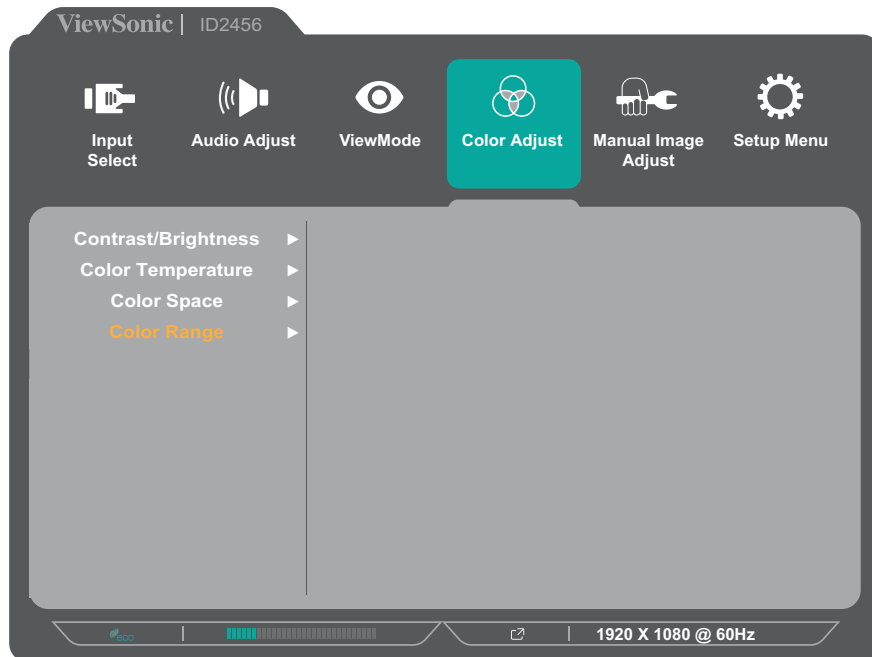 ViewSonic | ID2456
Input Select
Audio Adjust
ViewMode
Color Adjust
Manual Image Adjust
Setup Menu
Contrast/Brightness
Color Temperature
Color Space
Color Range
eco
1920 X 1080 @ 60Hz